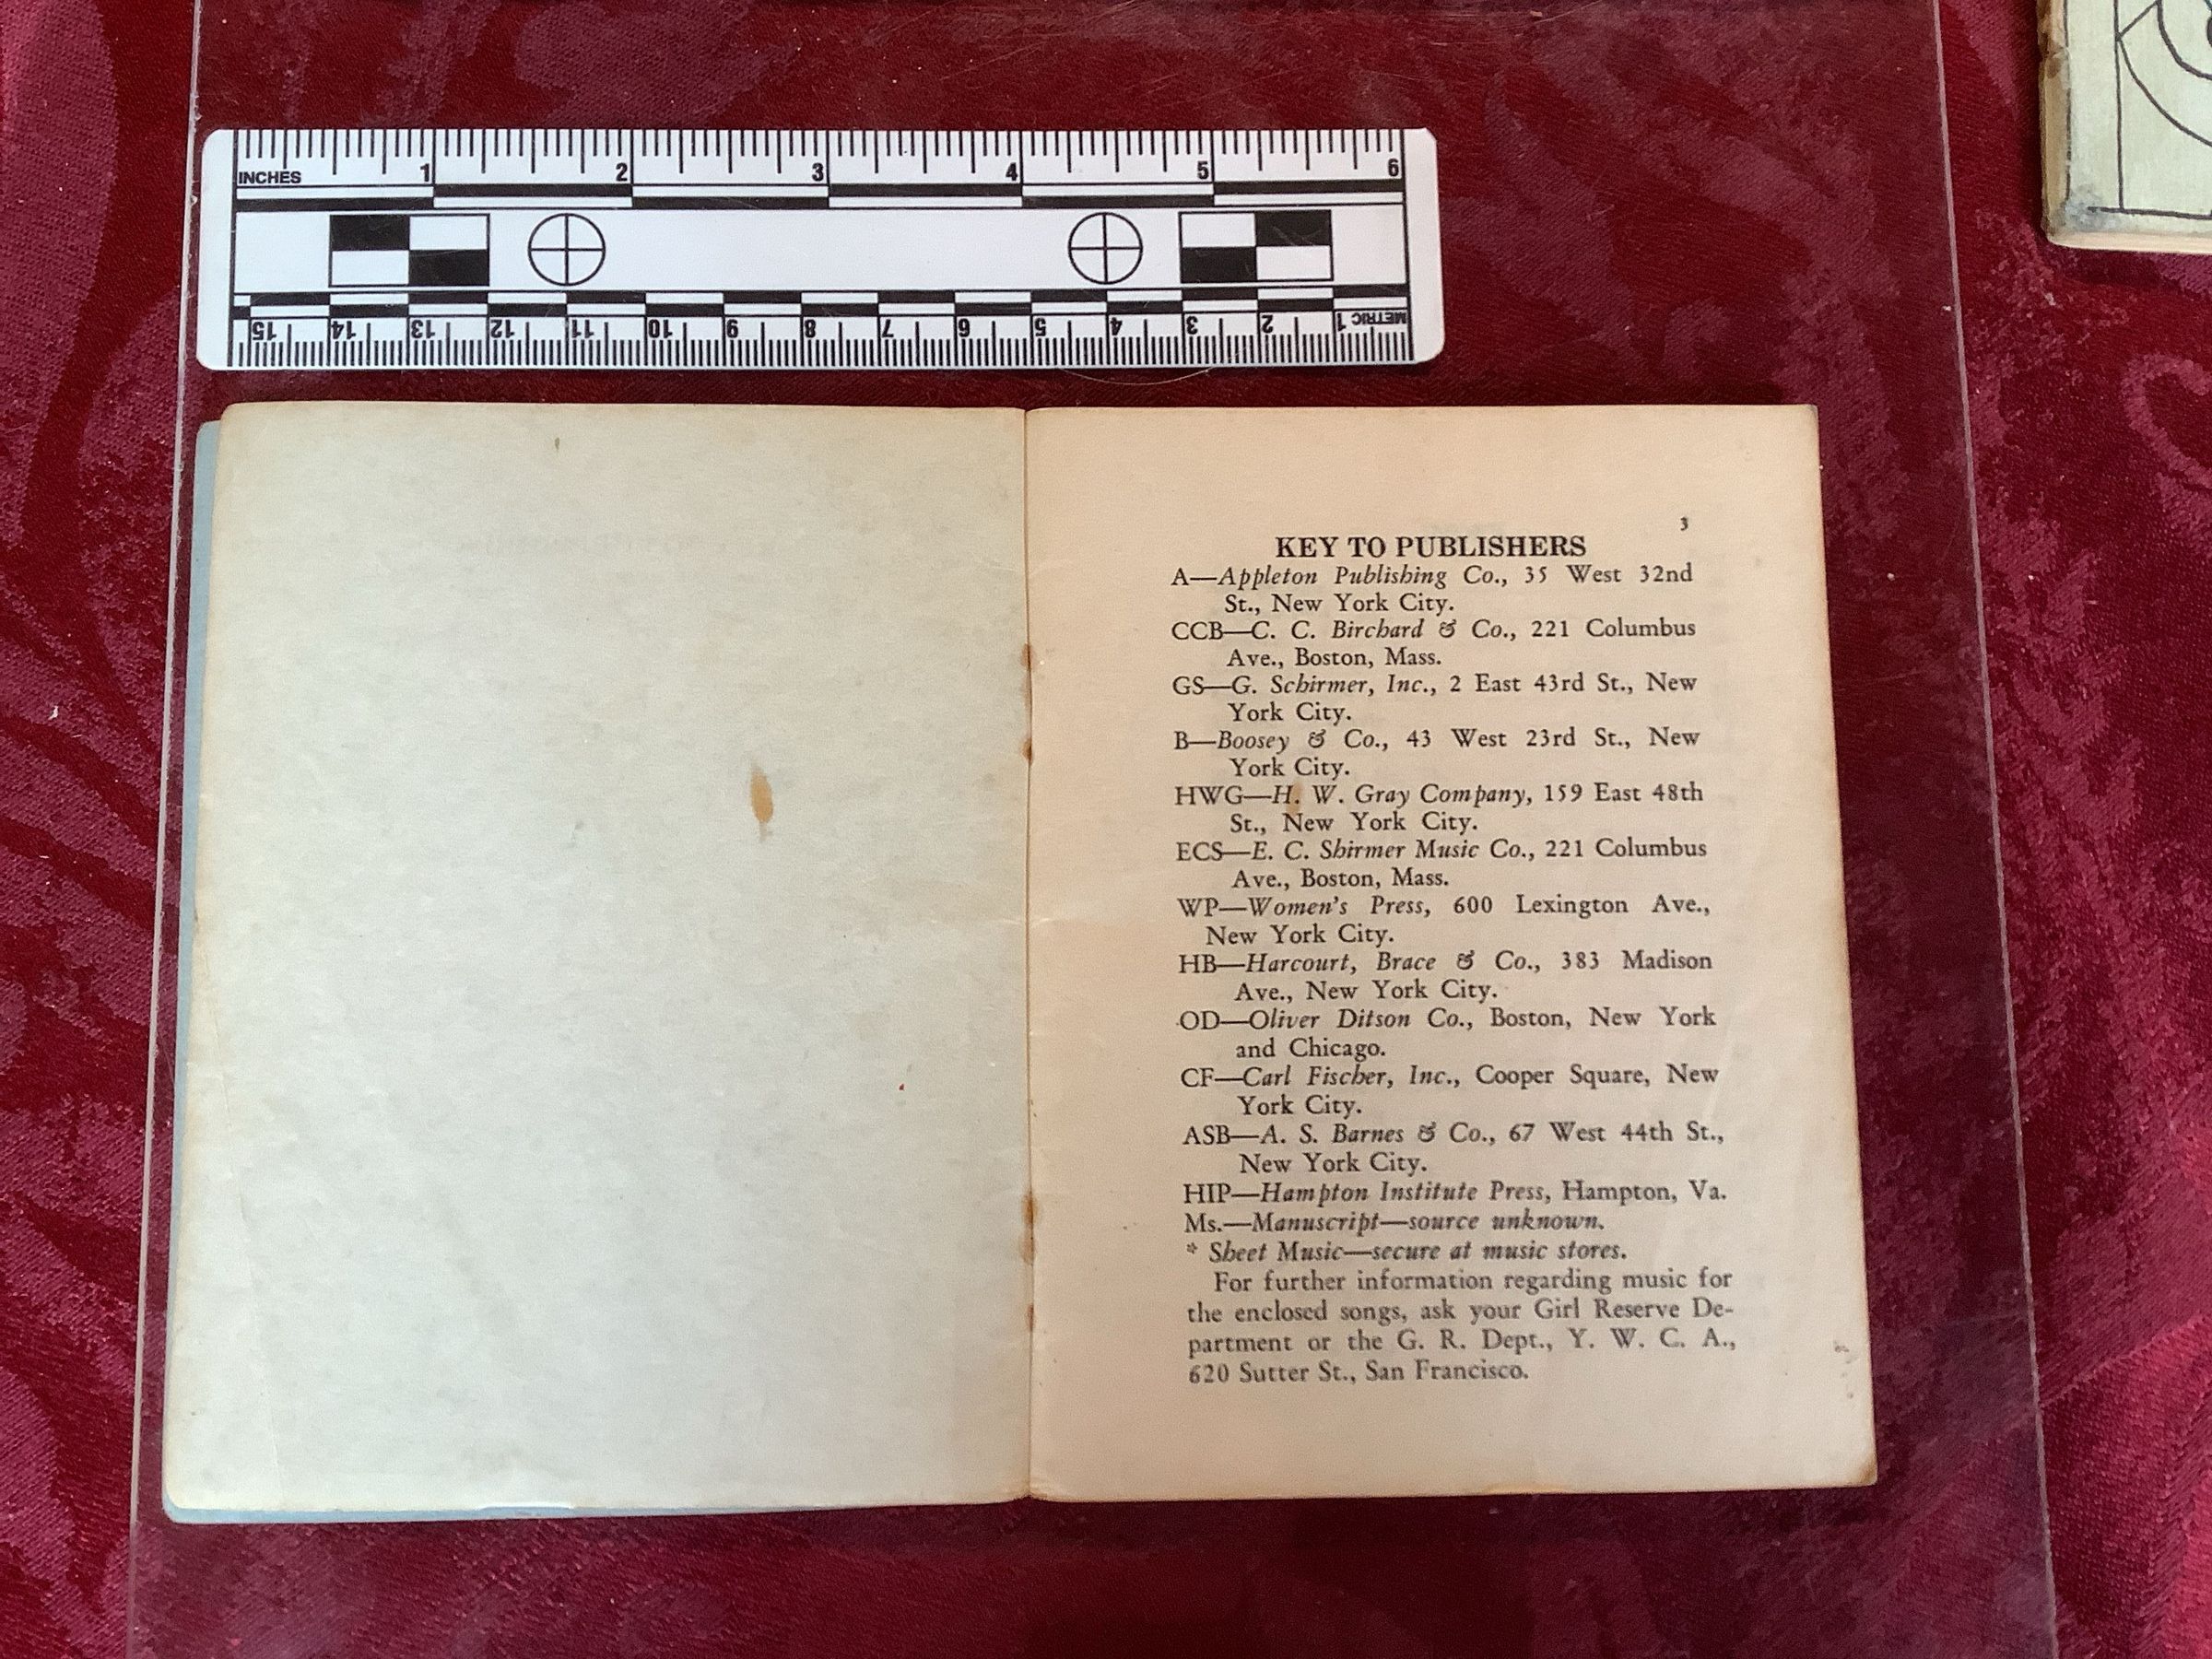 INCHES 1 2 3 4 5 6
15 14 13 12 11 10 9 8 7 6 5 4 3 2 1 METRIC
3
KEY TO PUBLISHERS
A—Appleton Publishing Co., 35 West 32nd
St., New York City.
CCB—C. C. Birchard & Co., 221 Columbus
Ave., Boston, Mass.
GS—G. Schirmer, Inc., 2 East 43rd St., New
York City.
B—Boosey & Co., 43 West 23rd St., New
York City.
HWG—H. W. Gray Company, 159 East 48th
St., New York City.
ECS—E. C. Shirmer Music Co., 221 Columbus
Ave., Boston, Mass.
WP—Women's Press, 600 Lexington Ave.,
New York City.
HB—Harcourt, Brace & Co., 383 Madison
Ave., New York City.
OD—Oliver Ditson Co., Boston, New York
and Chicago.
CF—Carl Fischer, Inc., Cooper Square, New
York City.
ASB—A. S. Barnes & Co., 67 West 44th St.,
New York City.
HIP—Hampton Institute Press, Hampton, Va.
Ms.—Manuscript—source unknown.
* Sheet Music—secure at music stores.
For further information regarding music for
the enclosed songs, ask your Girl Reserve De-
partment or the G. R. Dept., Y. W. C. A.,
620 Sutter St., San Francisco.